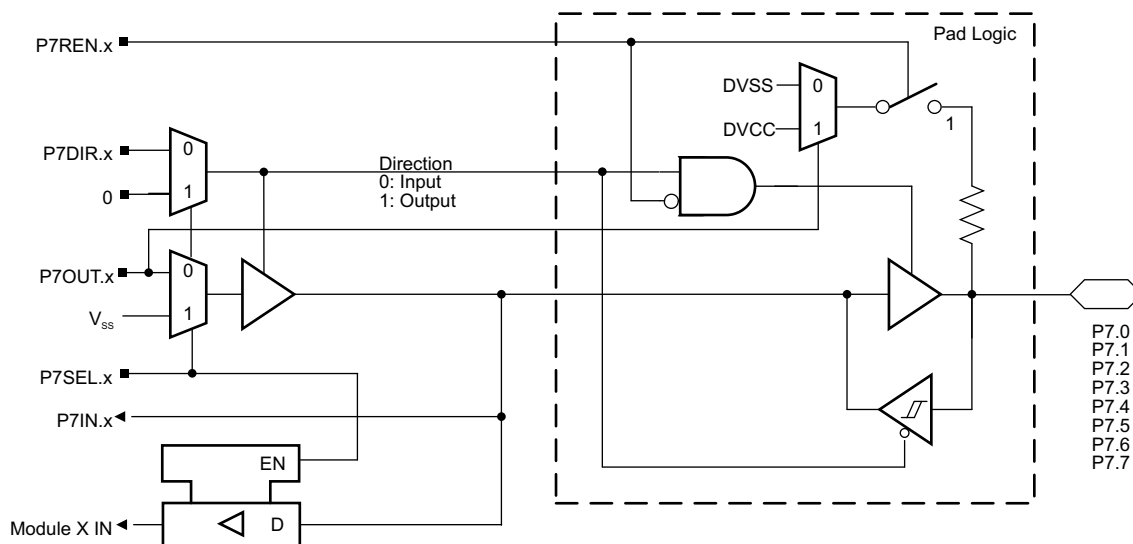 Pad Logic
P7REN.x
DVSS
0
DVCC
1
1
P7DIR.x
0
0
1
Direction
0: Input
1: Output
P7OUT.x
0
VSS
1
P7SEL.x
P7IN.x
EN
D
Module X IN
P7.0
P7.1
P7.2
P7.3
P7.4
P7.5
P7.6
P7.7